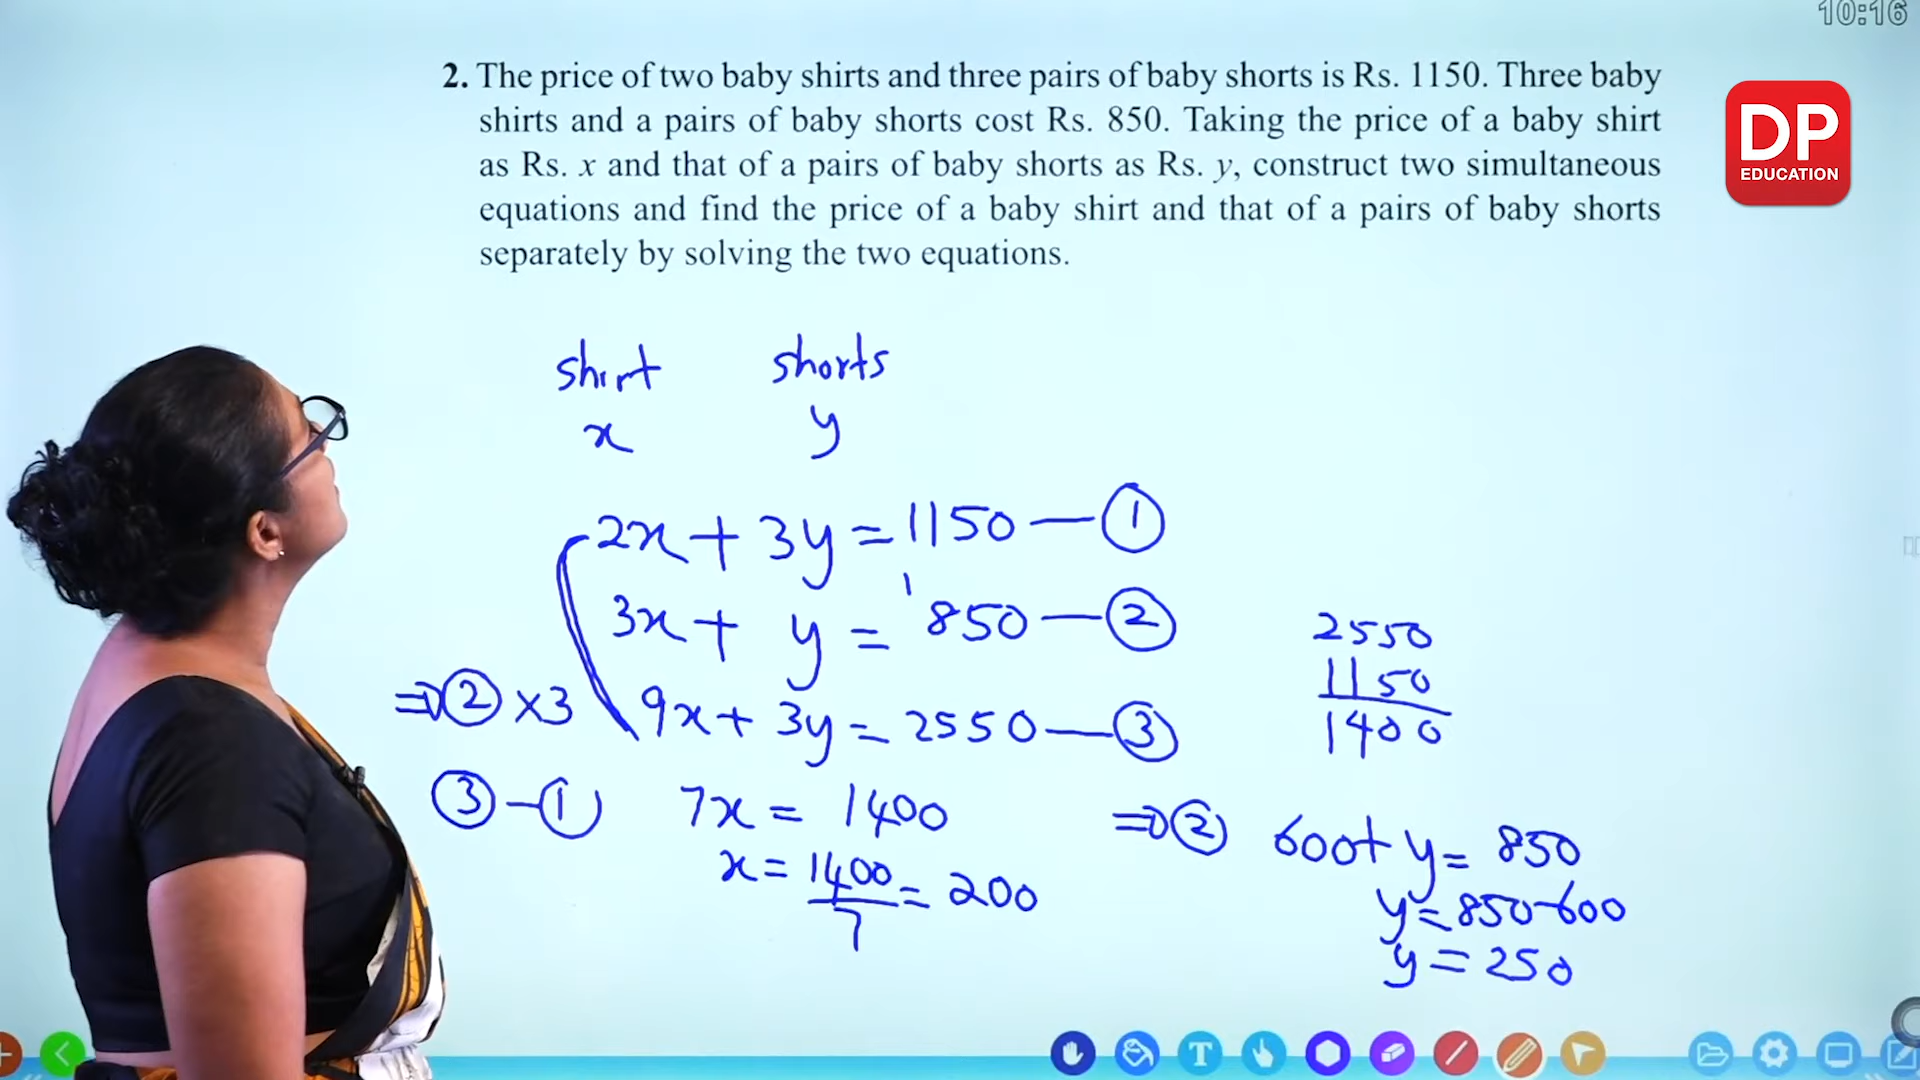 10:16
2. The price of two baby shirts and three pairs of baby shorts is Rs. 1150. Three baby
shirts and a pairs of baby shorts cost Rs. 850. Taking the price of a baby shirt
as Rs. x and that of a pairs of baby shorts as Rs. y, construct two simultaneous
equations and find the price of a baby shirt and that of a pairs of baby shorts
separately by solving the two equations.
DP
EDUCATION
shirt shorts
x y
2x + 3y = 1150 — ①
3x + y = 850 — ②
⇒ ② ×3 9x + 3y = 2550 — ③
③ - ① 7x = 1400
x = 1400/7 = 200
2550
1150
1400
⇒ ② 600 + y = 850
y = 850-600
y = 250
T